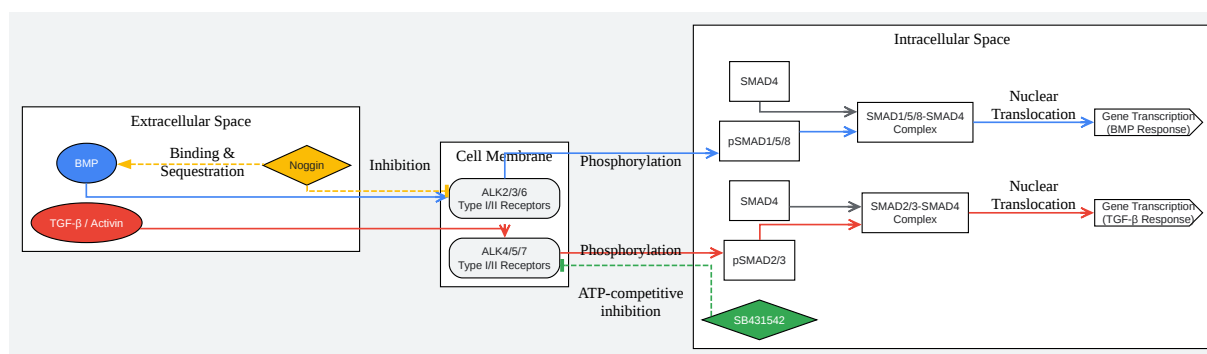 Extracellular Space
BMP
Binding &
Sequestration
Noggin
TGF-β / Activin
Inhibition
Cell Membrane
ALK2/3/6
Type I/II Receptors
ALK4/5/7
Type I/II Receptors
Phosphorylation
Phosphorylation
ATP-competitive
inhibition
Intracellular Space
SMAD4
pSMAD1/5/8
SMAD1/5/8-SMAD4
Complex
Nuclear
Translocation
Gene Transcription
(BMP Response)
SMAD4
pSMAD2/3
SMAD2/3-SMAD4
Complex
Nuclear
Translocation
Gene Transcription
(TGF-β Response)
SB431542